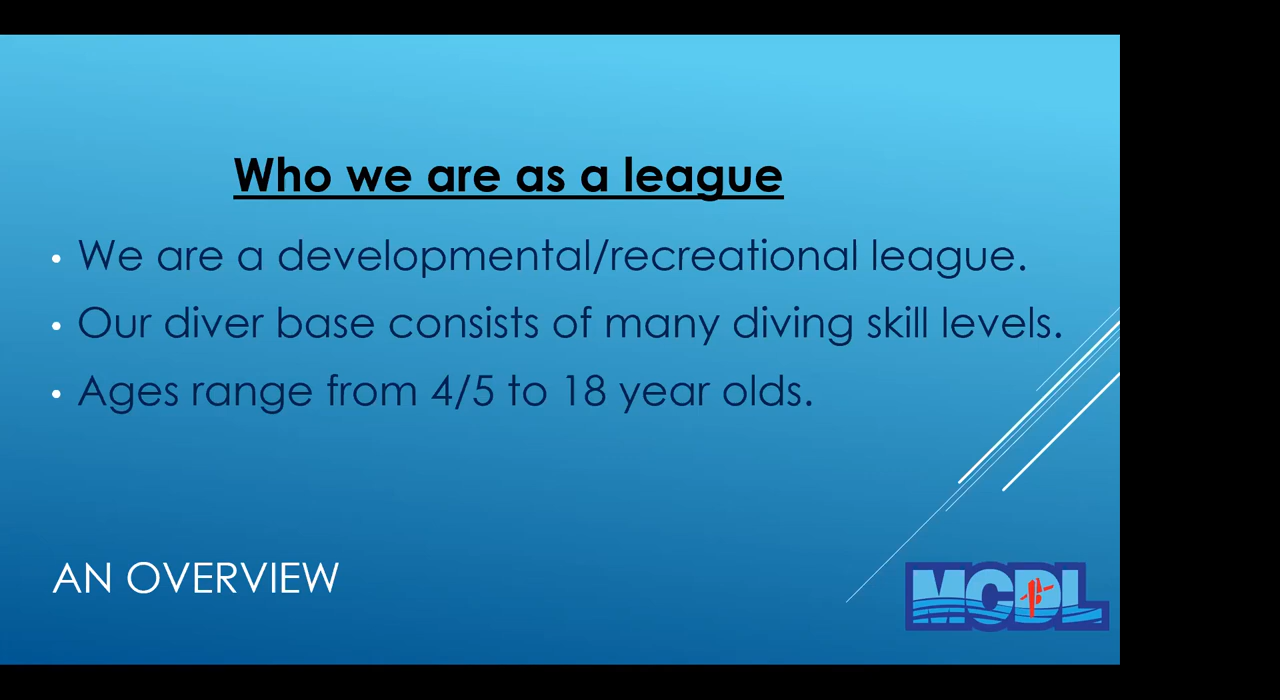 Who we are as a league
• We are a developmental/recreational league.
• Our diver base consists of many diving skill levels.
• Ages range from 4/5 to 18 year olds.
AN OVERVIEW
MCDL